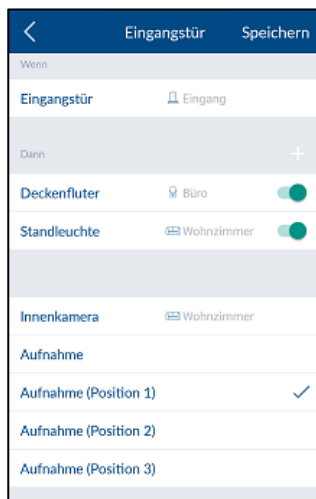 Eingangstür Speichern
Wenn
Eingangstür Eingang
Dann
Deckenfluter Büro
Standleuchte Wohnzimmer
Innenkamera Wohnzimmer
Aufnahme
Aufnahme (Position 1)
Aufnahme (Position 2)
Aufnahme (Position 3)